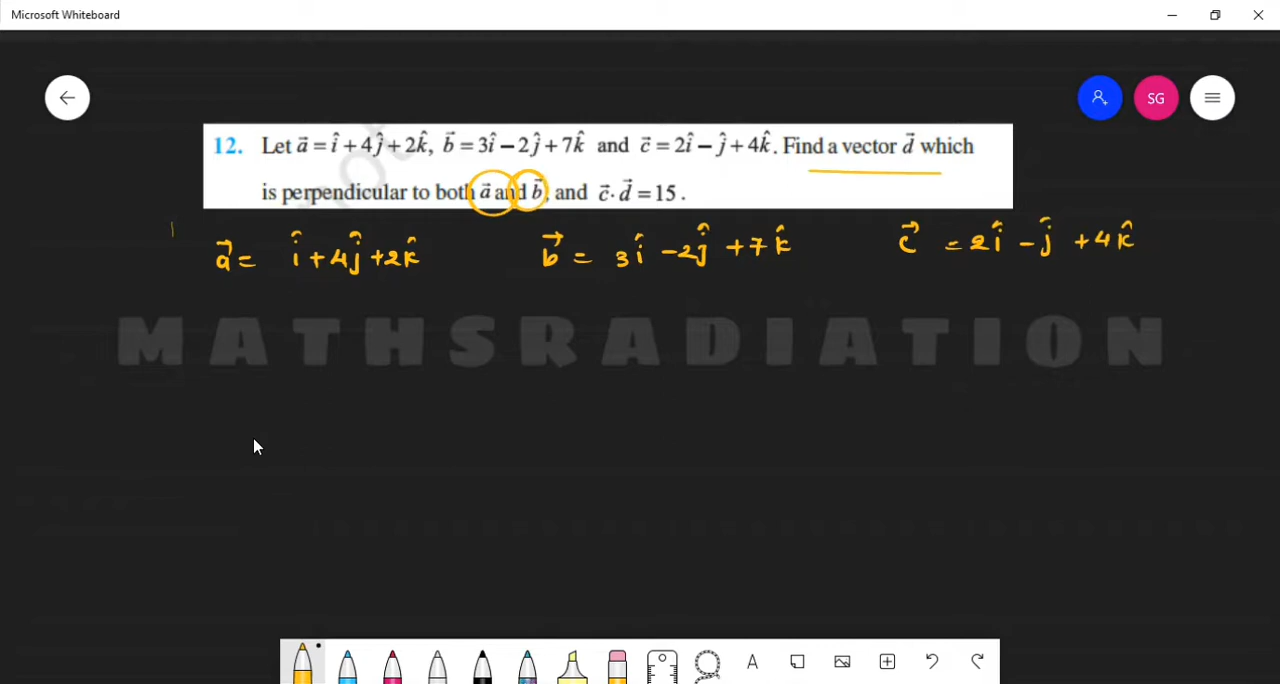 Microsoft Whiteboard
SG
12. Let a⃗ = î + 4ĵ + 2k̂, b⃗ = 3î − 2ĵ + 7k̂ and c⃗ = 2î − ĵ + 4k̂. Find a vector d⃗ which
is perpendicular to both a⃗ and b⃗, and c⃗ · d⃗ = 15.
a⃗ = î + 4ĵ + 2k̂ b⃗ = 3î − 2ĵ + 7k̂ c⃗ = 2î − ĵ + 4k̂
MATHSRADIATION
A